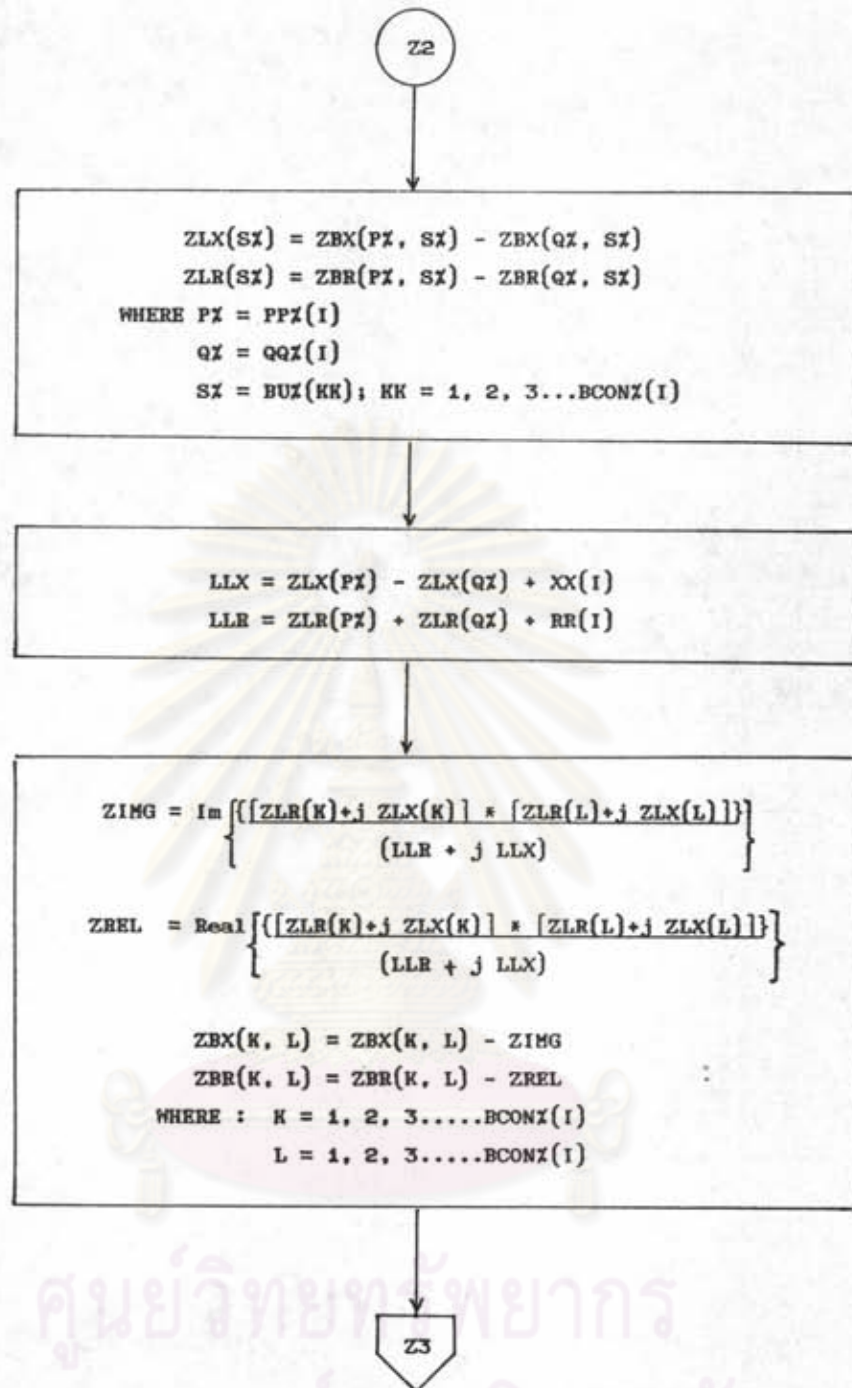 Z2
ZLX(S%) = ZBX(P%, S%) - ZBX(Q%, S%)
ZLR(S%) = ZBR(P%, S%) - ZBR(Q%, S%)
WHERE P% = PP%(I)
Q% = QQ%(I)
S% = BU%(KK); KK = 1, 2, 3...BCON%(I)
LLX = ZLX(P%) - ZLX(Q%) + XX(I)
LLR = ZLR(P%) + ZLR(Q%) + RR(I)
ZIMG = Im {{[ZLR(K)+j ZLX(K)] * [ZLR(L)+j ZLX(L)]}}
(LLR + j LLX)
ZREL = Real {{[ZLR(K)+j ZLX(K)] * [ZLR(L)+j ZLX(L)]}}
(LLR + j LLX)
ZBX(K, L) = ZBX(K, L) - ZIMG
ZBR(K, L) = ZBR(K, L) - ZREL
WHERE : K = 1, 2, 3.....BCON%(I)
L = 1, 2, 3.....BCON%(I)
ศูนย์วิทยทรัพยากร
Z3